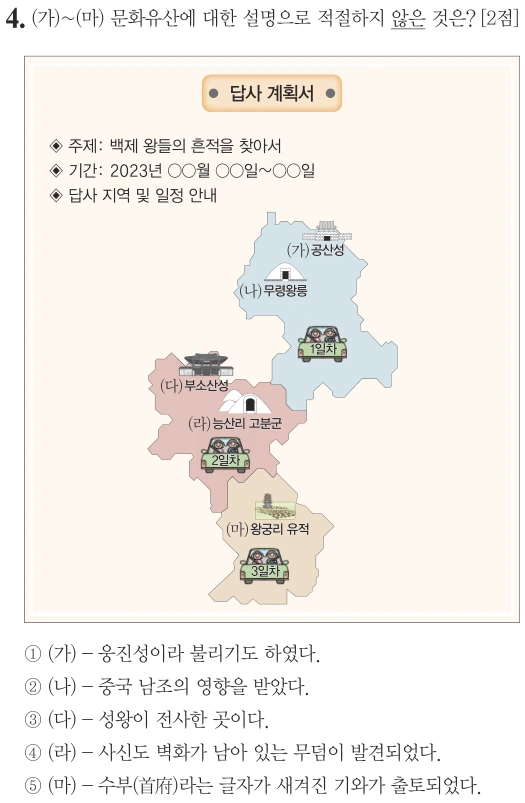 4. (가)~(마) 문화유산에 대한 설명으로 적절하지 않은 것은? [2점]
답사 계획서
◈ 주제: 백제 왕들의 흔적을 찾아서
◈ 기간: 2023년 ○○월 ○○일~○○일
◈ 답사 지역 및 일정 안내
(가) 공산성
(나) 무령왕릉
1일차
(다) 부소산성
(라) 능산리 고분군
2일차
(마) 왕궁리 유적
3일차
① (가) – 웅진성이라 불리기도 하였다.
② (나) – 중국 남조의 영향을 받았다.
③ (다) – 성왕이 전사한 곳이다.
④ (라) – 사신도 벽화가 남아 있는 무덤이 발견되었다.
⑤ (마) – 수부(首府)라는 글자가 새겨진 기와가 출토되었다.